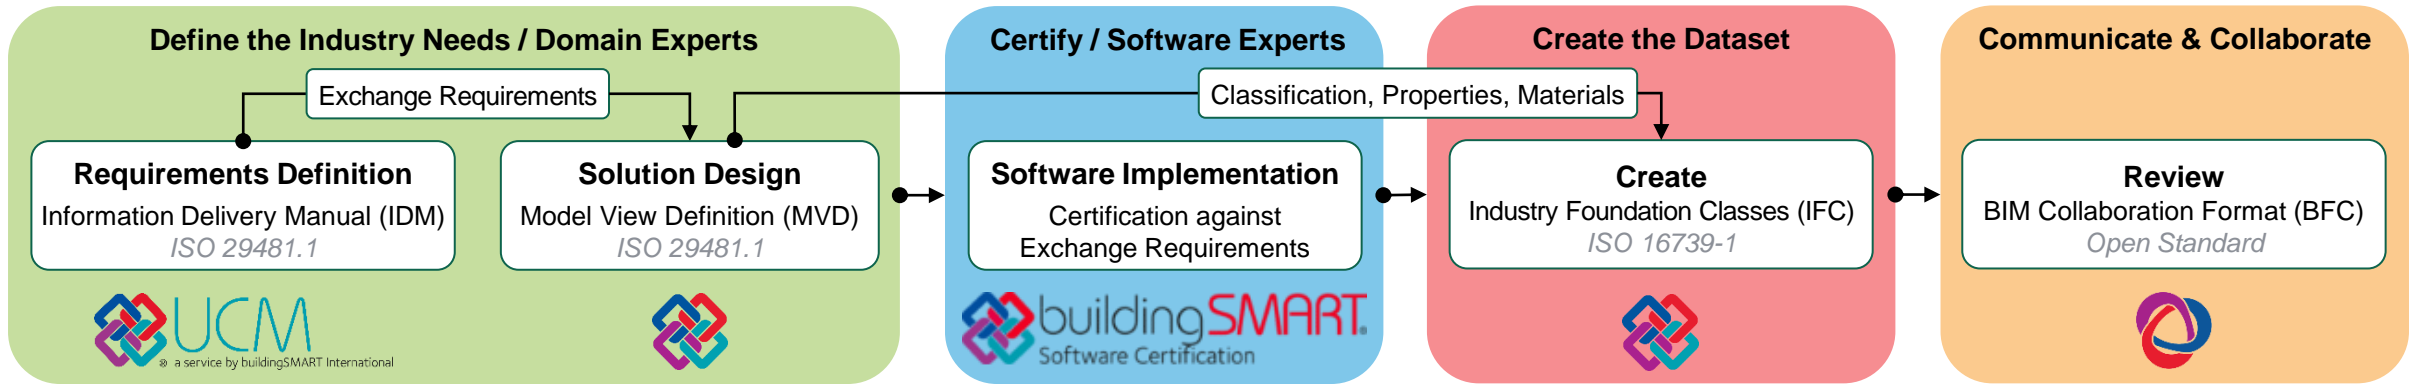 Define the Industry Needs / Domain Experts
Exchange Requirements
Requirements Definition
Information Delivery Manual (IDM)
ISO 29481.1
Solution Design
Model View Definition (MVD)
ISO 29481.1
UCM
® a service by buildingSMART International
Certify / Software Experts
Classification, Properties, Materials
Software Implementation
Certification against
Exchange Requirements
buildingSMART®
Software Certification
Create the Dataset
Create
Industry Foundation Classes (IFC)
ISO 16739-1
Communicate & Collaborate
Review
BIM Collaboration Format (BFC)
Open Standard